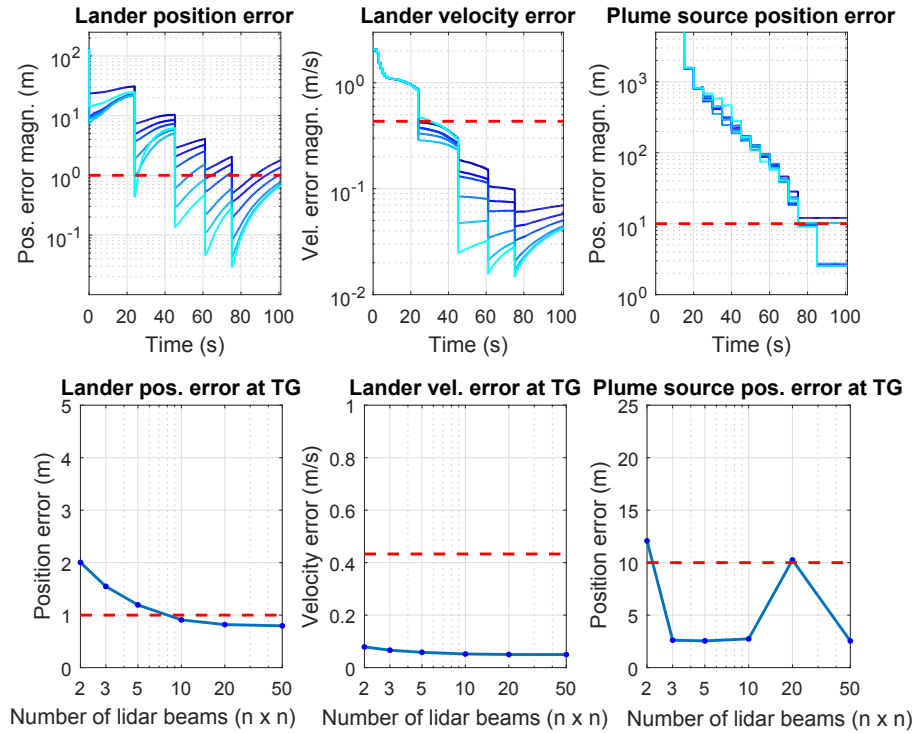 Lander position error
Pos. error magn. (m)
10^2
10^1
10^0
10^-1
0 20 40 60 80 100
Time (s)
Lander velocity error
Vel. error magn. (m/s)
10^0
10^-1
10^-2
0 20 40 60 80 100
Time (s)
Plume source position error
Pos. error magn. (m)
10^3
10^2
10^1
10^0
0 20 40 60 80 100
Time (s)
Lander pos. error at TG
Position error (m)
5
4
3
2
1
0
2 3 5 10 20 50
Number of lidar beams (n x n)
Lander vel. error at TG
Velocity error (m/s)
1
0.8
0.6
0.4
0.2
0
2 3 5 10 20 50
Number of lidar beams (n x n)
Plume source pos. error at TG
Position error (m)
25
20
15
10
5
0
2 3 5 10 20 50
Number of lidar beams (n x n)